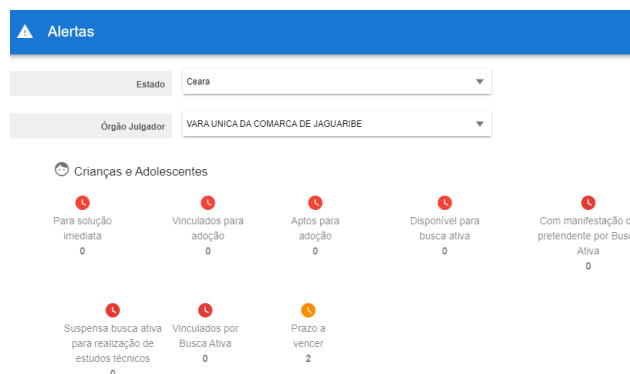 Alertas
Estado
Ceara
Órgão Julgador
VARA UNICA DA COMARCA DE JAGUARIBE
Crianças e Adolescentes
Para solução
imediata
0
Vinculados para
adoção
0
Aptos para
adoção
0
Disponível para
busca ativa
0
Com manifestação d
pretendente por Busc
Ativa
0
Suspensa busca ativa
para realização de
estudos técnicos
0
Vinculados por
Busca Ativa
0
Prazo a
vencer
2